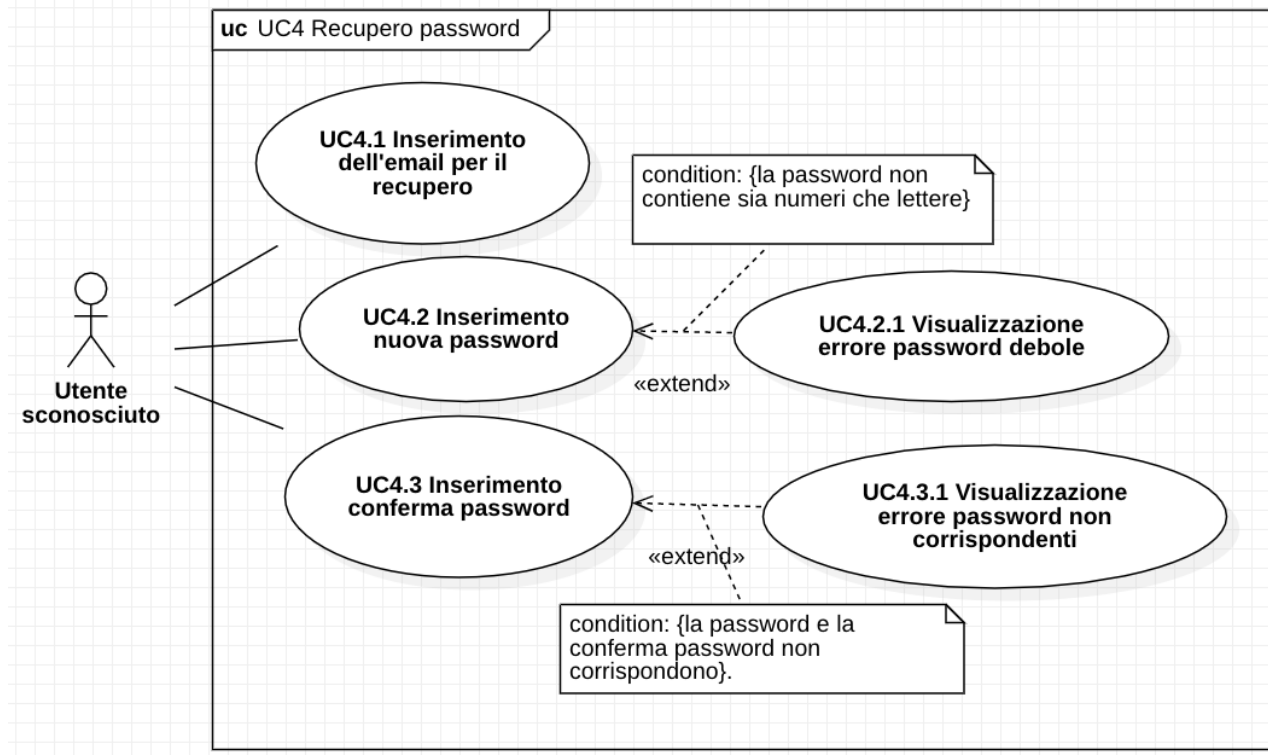 uc UC4 Recupero password
UC4.1 Inserimento
dell'email per il
recupero
condition: {la password non
contiene sia numeri che lettere}
UC4.2 Inserimento
nuova password
UC4.2.1 Visualizzazione
errore password debole
«extend»
Utente
sconosciuto
UC4.3 Inserimento
conferma password
UC4.3.1 Visualizzazione
errore password non
corrispondenti
«extend»
condition: {la password e la
conferma password non
corrispondono}.